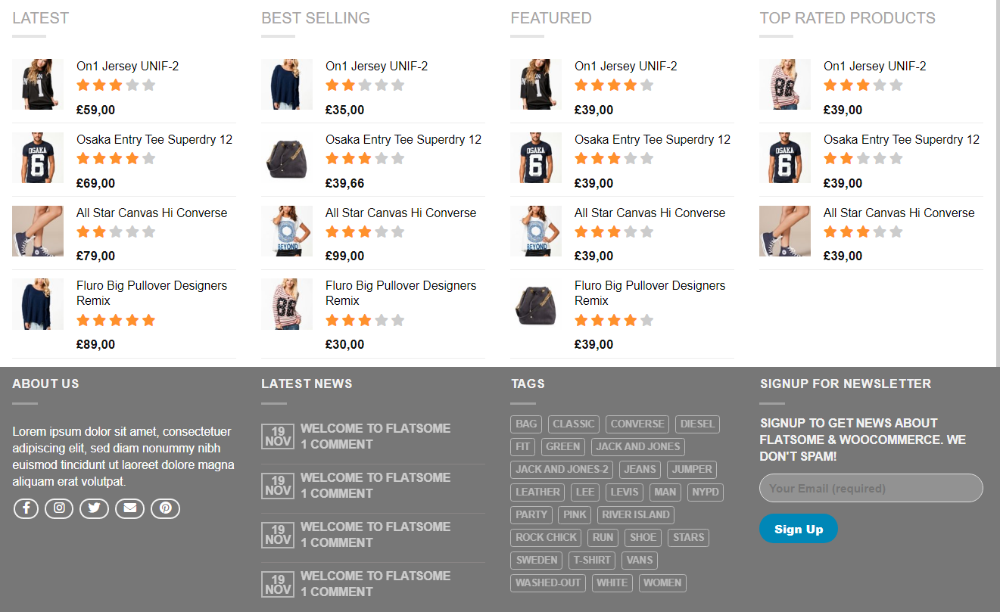 LATEST
On1 Jersey UNIF-2
£59,00
Osaka Entry Tee Superdry 12
£69,00
All Star Canvas Hi Converse
£79,00
Fluro Big Pullover Designers
Remix
£89,00
BEST SELLING
On1 Jersey UNIF-2
£35,00
Osaka Entry Tee Superdry 12
£39,66
All Star Canvas Hi Converse
BEYOND
£99,00
Fluro Big Pullover Designers
Remix
£30,00
FEATURED
On1 Jersey UNIF-2
£39,00
Osaka Entry Tee Superdry 12
OSAKA
6
£39,00
All Star Canvas Hi Converse
BEYOND
£39,00
Fluro Big Pullover Designers
Remix
£39,00
TOP RATED PRODUCTS
On1 Jersey UNIF-2
£39,00
Osaka Entry Tee Superdry 12
OSAKA
6
£39,00
All Star Canvas Hi Converse
£39,00
ABOUT US
Lorem ipsum dolor sit amet, consectetuer
adipiscing elit, sed diam nonummy nibh
euismod tincidunt ut laoreet dolore magna
aliquam erat volutpat.
LATEST NEWS
19
NOV
WELCOME TO FLATSOME
1 COMMENT
19
NOV
WELCOME TO FLATSOME
1 COMMENT
19
NOV
WELCOME TO FLATSOME
1 COMMENT
19
NOV
WELCOME TO FLATSOME
1 COMMENT
TAGS
BAG CLASSIC CONVERSE DIESEL
FIT GREEN JACK AND JONES
JACK AND JONES-2 JEANS JUMPER
LEATHER LEE LEVIS MAN NYPD
PARTY PINK RIVER ISLAND
ROCK CHICK RUN SHOE STARS
SWEDEN T-SHIRT VANS
WASHED-OUT WHITE WOMEN
SIGNUP FOR NEWSLETTER
SIGNUP TO GET NEWS ABOUT
FLATSOME & WOOCOMMERCE. WE
DON'T SPAM!
Your Email (required)
Sign Up